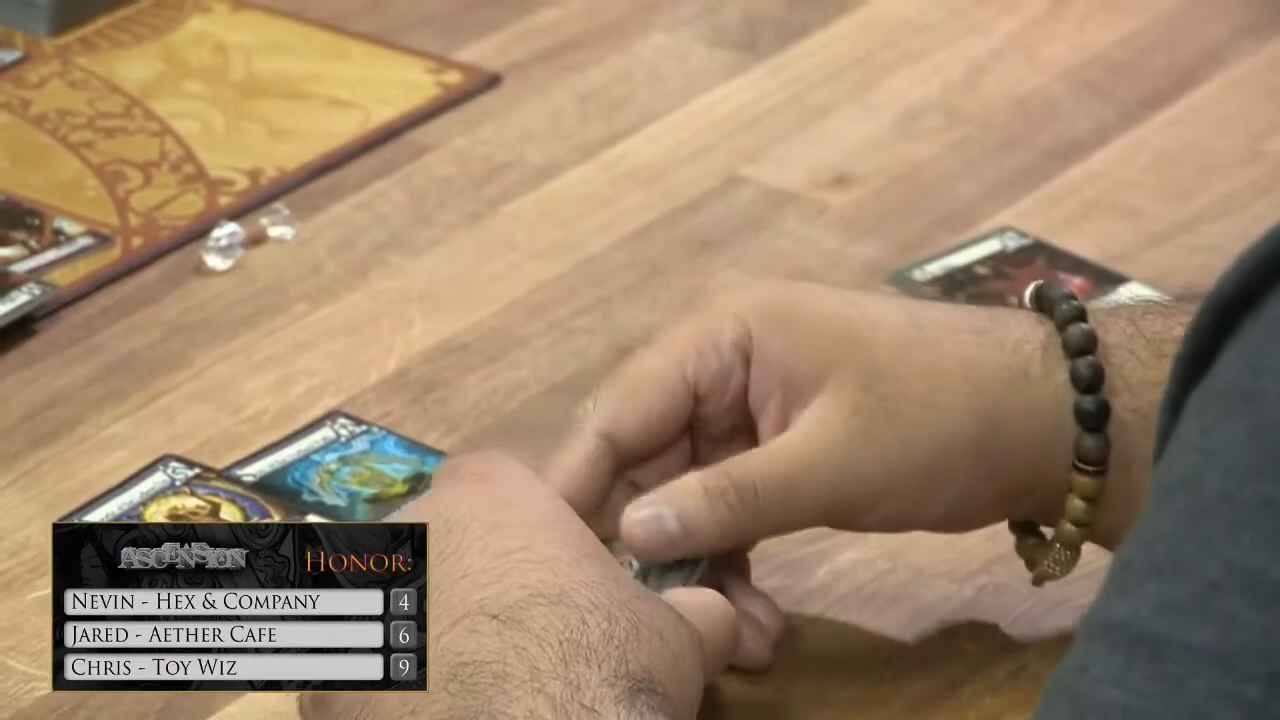 ASCENSION
HONOR:
NEVIN - HEX & COMPANY 4
JARED - AETHER CAFE 6
CHRIS - TOY WIZ 9